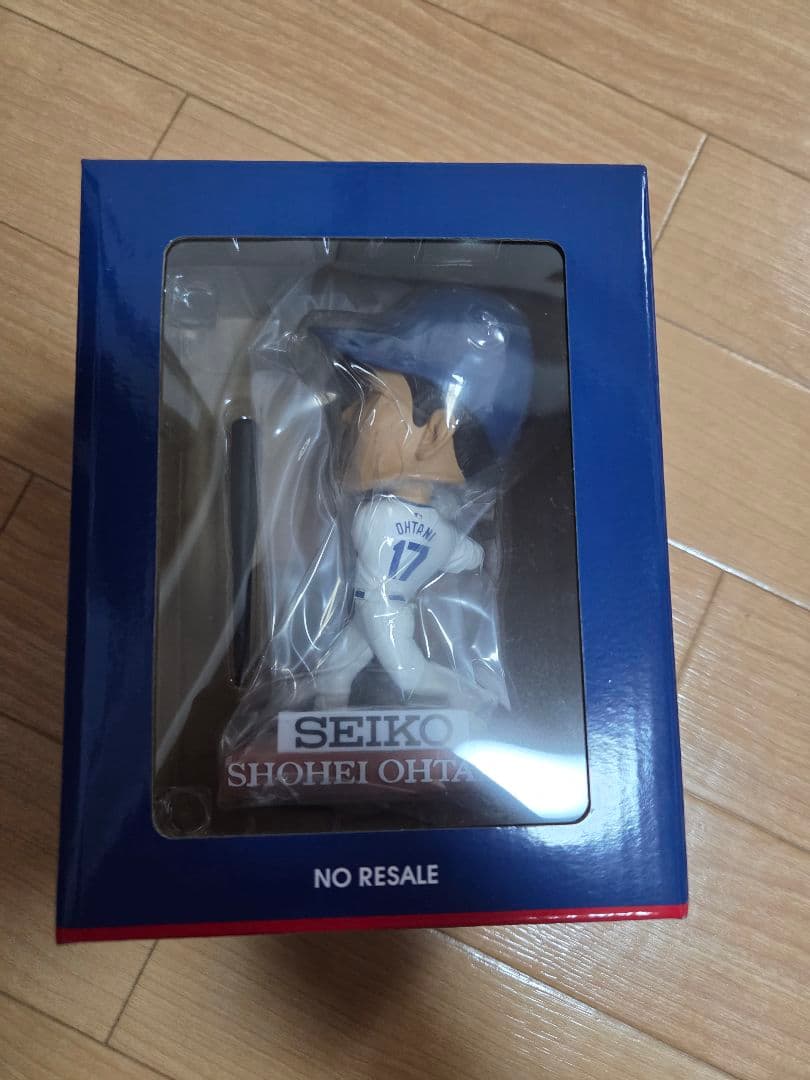 OHTANI
17
SEIKO
SHOHEI OHTA
NO RESALE